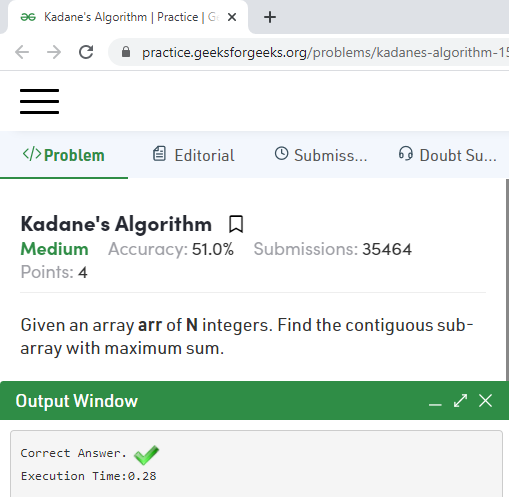 Kadane's Algorithm | Practice | G
practice.geeksforgeeks.org/problems/kadanes-algorithm-15
</>Problem Editorial Submiss... Doubt Su...
Kadane's Algorithm
Medium Accuracy: 51.0% Submissions: 35464
Points: 4
Given an array arr of N integers. Find the contiguous sub-
array with maximum sum.
Output Window
Correct Answer.
Execution Time:0.28